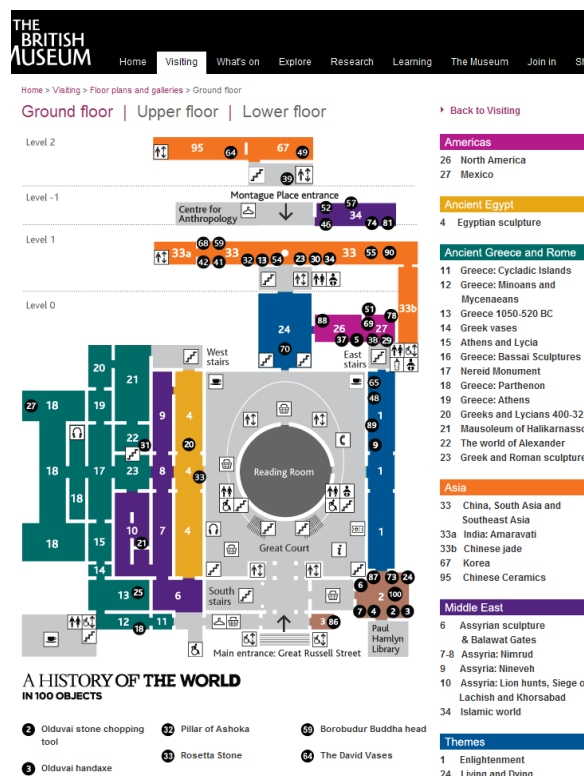 THE
BRITISH
MUSEUM
Home Visiting What's on Explore Research Learning The Museum Join in
Home > Visiting > Floor plans and galleries > Ground floor
Ground floor | Upper floor | Lower floor
Back to Visiting
Level 2
95 64 67 49
39
Level -1
Montague Place entrance
Centre for
Anthropology
52 57
34
46 74 81
Level 1
68 59
33a 33 33 55 90
42 41 32 13 54 23 30 34
Level 0
33b
24
70
51
88 26 69 27 78
37 5 38 29
West
stairs
East
stairs
20 21 9 4 65
48
27 18 19 1
89
22 31 20 9
18 17 23 8 4 33 Reading Room 1
18
10 7 4
18 15 21 Great Court 1
14
13 25 6 South
stairs
87 73 24
6 2 100
7 4 2 3
12 18 11 3 86
Paul
Hamlyn
Library
Main entrance: Great Russell Street
A HISTORY OF THE WORLD
IN 100 OBJECTS
2 Olduvai stone chopping
tool
3 Olduvai handaxe
32 Pillar of Ashoka
33 Rosetta Stone
59 Borobudur Buddha head
64 The David Vases
Americas
26 North America
27 Mexico
Ancient Egypt
4 Egyptian sculpture
Ancient Greece and Rome
11 Greece: Cycladic Islands
12 Greece: Minoans and
Mycenaeans
13 Greece 1050-520 BC
14 Greek vases
15 Athens and Lycia
16 Greece: Bassai Sculptures
17 Nereid Monument
18 Greece: Parthenon
19 Greece: Athens
20 Greeks and Lycians 400-32
21 Mausoleum of Halikarnasso
22 The world of Alexander
23 Greek and Roman sculpture
Asia
33 China, South Asia and
Southeast Asia
33a India: Amaravati
33b Chinese jade
67 Korea
95 Chinese Ceramics
Middle East
6 Assyrian sculpture
& Balawat Gates
7-8 Assyria: Nimrud
9 Assyria: Nineveh
10 Assyria: Lion hunts, Siege o
Lachish and Khorsabad
34 Islamic world
Themes
1 Enlightenment
24 Living and Dying